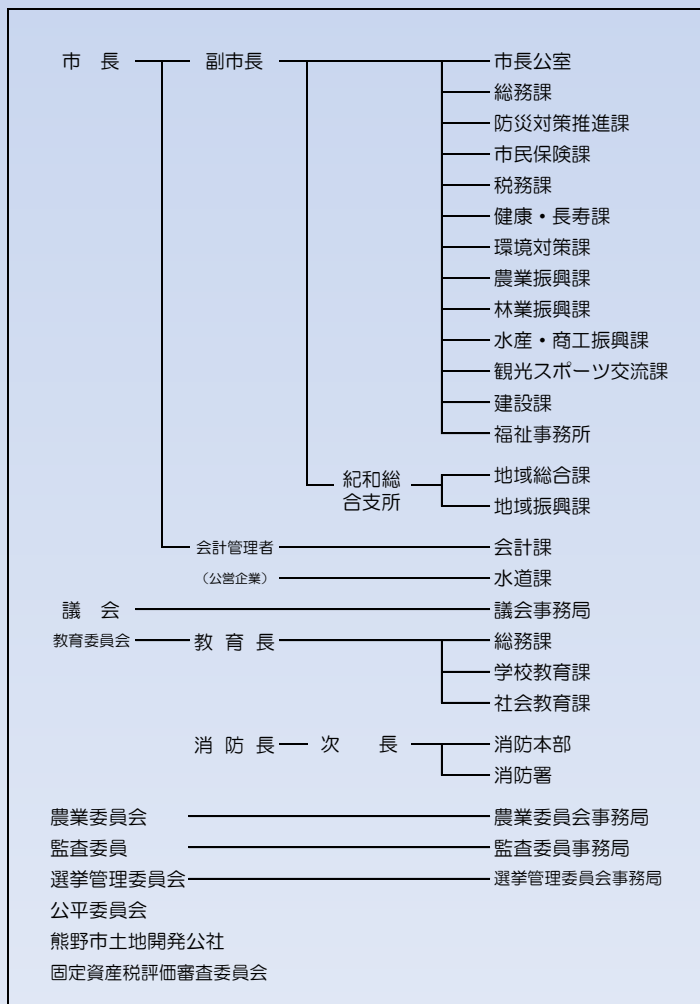 市 長 副市長 市長公室
総務課
防災対策推進課
市民保険課
税務課
健康・長寿課
環境対策課
農業振興課
林業振興課
水産・商工振興課
観光スポーツ交流課
建設課
福祉事務所
紀和総
合支所
地域総合課
地域振興課
会計管理者 会計課
（公営企業） 水道課
議 会 議会事務局
教育委員会 教 育 長 総務課
学校教育課
社会教育課
消 防 長 次 長 消防本部
消防署
農業委員会 農業委員会事務局
監査委員 監査委員事務局
選挙管理委員会 選挙管理委員会事務局
公平委員会
熊野市土地開発公社
固定資産税評価審査委員会